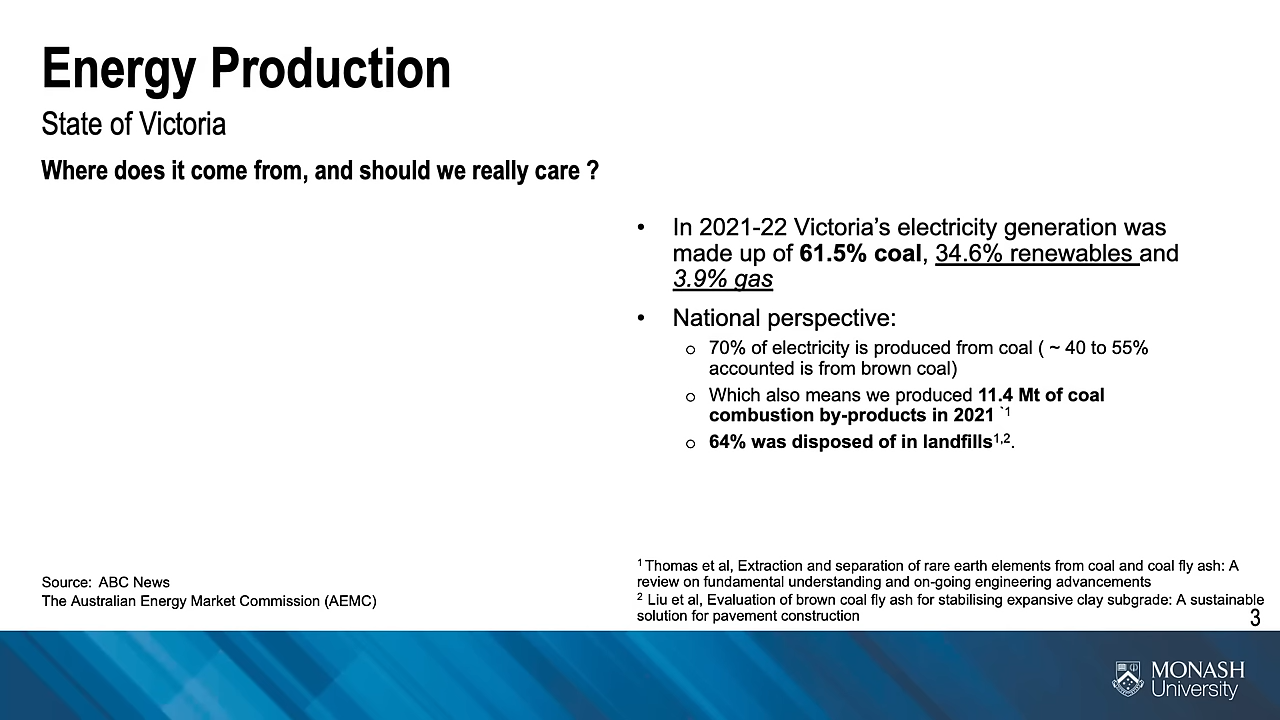 Energy Production
State of Victoria
Where does it come from, and should we really care ?
• In 2021-22 Victoria’s electricity generation was
made up of 61.5% coal, 34.6% renewables and
3.9% gas
• National perspective:
o 70% of electricity is produced from coal ( ~ 40 to 55%
accounted is from brown coal)
o Which also means we produced 11.4 Mt of coal
combustion by-products in 2021 `1
o 64% was disposed of in landfills1,2.
Source: ABC News
The Australian Energy Market Commission (AEMC)
1 Thomas et al, Extraction and separation of rare earth elements from coal and coal fly ash: A
review on fundamental understanding and on-going engineering advancements
2 Liu et al, Evaluation of brown coal fly ash for stabilising expansive clay subgrade: A sustainable
solution for pavement construction
3
MONASH
University